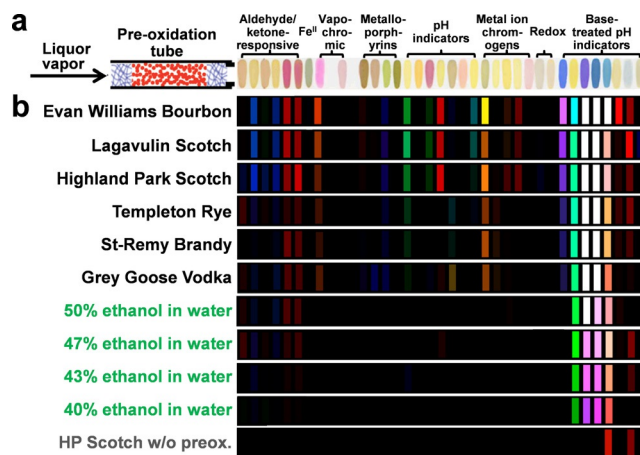 a
Liquor
vapor
Pre-oxidation
tube
Aldehyde/
ketone-
responsive
Feᴵᴵ
Vapo-
chro-
mic
Metallo-
porph-
yrins
pH
indicators
Metal ion
chrom-
ogens
Redox
Base-
treated pH
indicators
b
Evan Williams Bourbon
Lagavulin Scotch
Highland Park Scotch
Templeton Rye
St-Remy Brandy
Grey Goose Vodka
50% ethanol in water
47% ethanol in water
43% ethanol in water
40% ethanol in water
HP Scotch w/o preox.